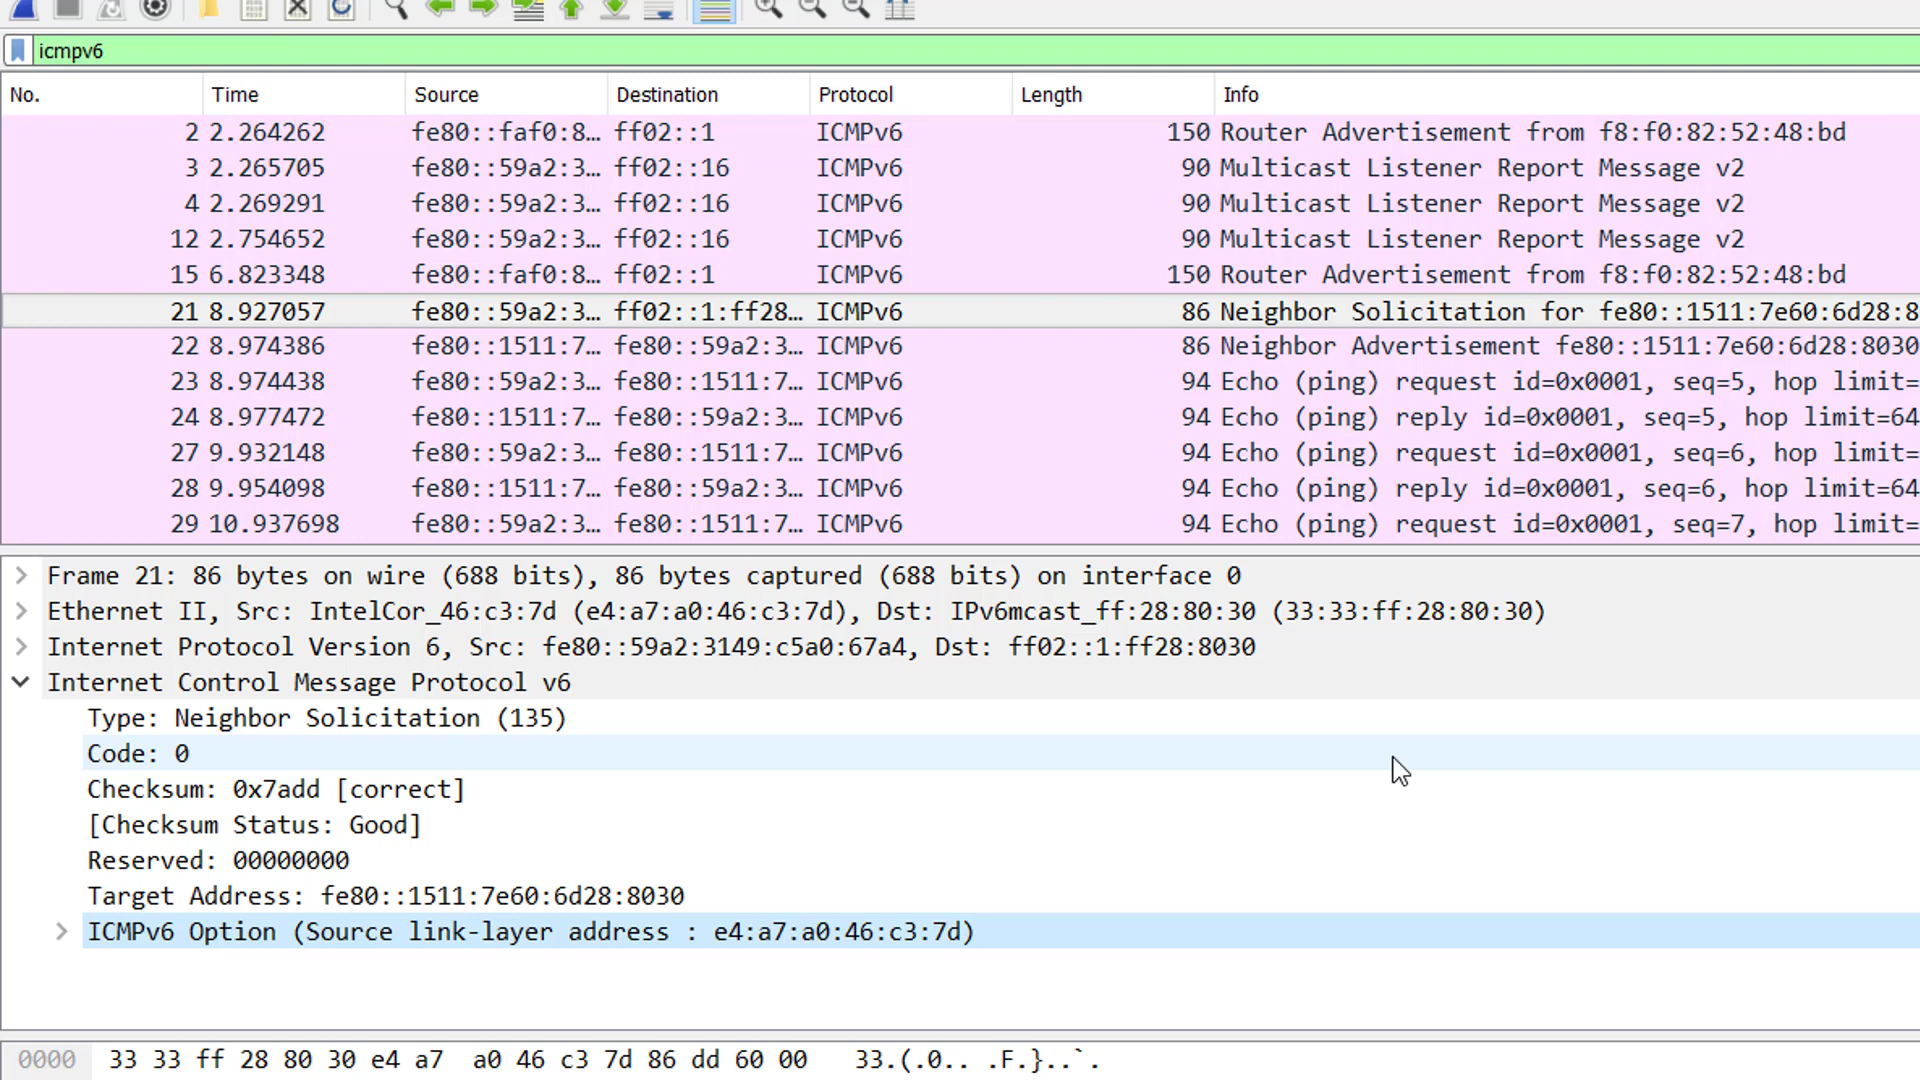 icmpv6
No. Time Source Destination Protocol Length Info
2 2.264262 fe80::faf0:8… ff02::1 ICMPv6 150 Router Advertisement from f8:f0:82:52:48:bd
3 2.265705 fe80::59a2:3… ff02::16 ICMPv6 90 Multicast Listener Report Message v2
4 2.269291 fe80::59a2:3… ff02::16 ICMPv6 90 Multicast Listener Report Message v2
12 2.754652 fe80::59a2:3… ff02::16 ICMPv6 90 Multicast Listener Report Message v2
15 6.823348 fe80::faf0:8… ff02::1 ICMPv6 150 Router Advertisement from f8:f0:82:52:48:bd
21 8.927057 fe80::59a2:3… ff02::1:ff28… ICMPv6 86 Neighbor Solicitation for fe80::1511:7e60:6d28:8
22 8.974386 fe80::1511:7… fe80::59a2:3… ICMPv6 86 Neighbor Advertisement fe80::1511:7e60:6d28:8030
23 8.974438 fe80::59a2:3… fe80::1511:7… ICMPv6 94 Echo (ping) request id=0x0001, seq=5, hop limit=
24 8.977472 fe80::1511:7… fe80::59a2:3… ICMPv6 94 Echo (ping) reply id=0x0001, seq=5, hop limit=64
27 9.932148 fe80::59a2:3… fe80::1511:7… ICMPv6 94 Echo (ping) request id=0x0001, seq=6, hop limit=
28 9.954098 fe80::1511:7… fe80::59a2:3… ICMPv6 94 Echo (ping) reply id=0x0001, seq=6, hop limit=64
29 10.937698 fe80::59a2:3… fe80::1511:7… ICMPv6 94 Echo (ping) request id=0x0001, seq=7, hop limit=
Frame 21: 86 bytes on wire (688 bits), 86 bytes captured (688 bits) on interface 0
Ethernet II, Src: IntelCor_46:c3:7d (e4:a7:a0:46:c3:7d), Dst: IPv6mcast_ff:28:80:30 (33:33:ff:28:80:30)
Internet Protocol Version 6, Src: fe80::59a2:3149:c5a0:67a4, Dst: ff02::1:ff28:8030
Internet Control Message Protocol v6
Type: Neighbor Solicitation (135)
Code: 0
Checksum: 0x7add [correct]
[Checksum Status: Good]
Reserved: 00000000
Target Address: fe80::1511:7e60:6d28:8030
ICMPv6 Option (Source link-layer address : e4:a7:a0:46:c3:7d)
0000 33 33 ff 28 80 30 e4 a7 a0 46 c3 7d 86 dd 60 00 33.(.0.. .F.}..`.